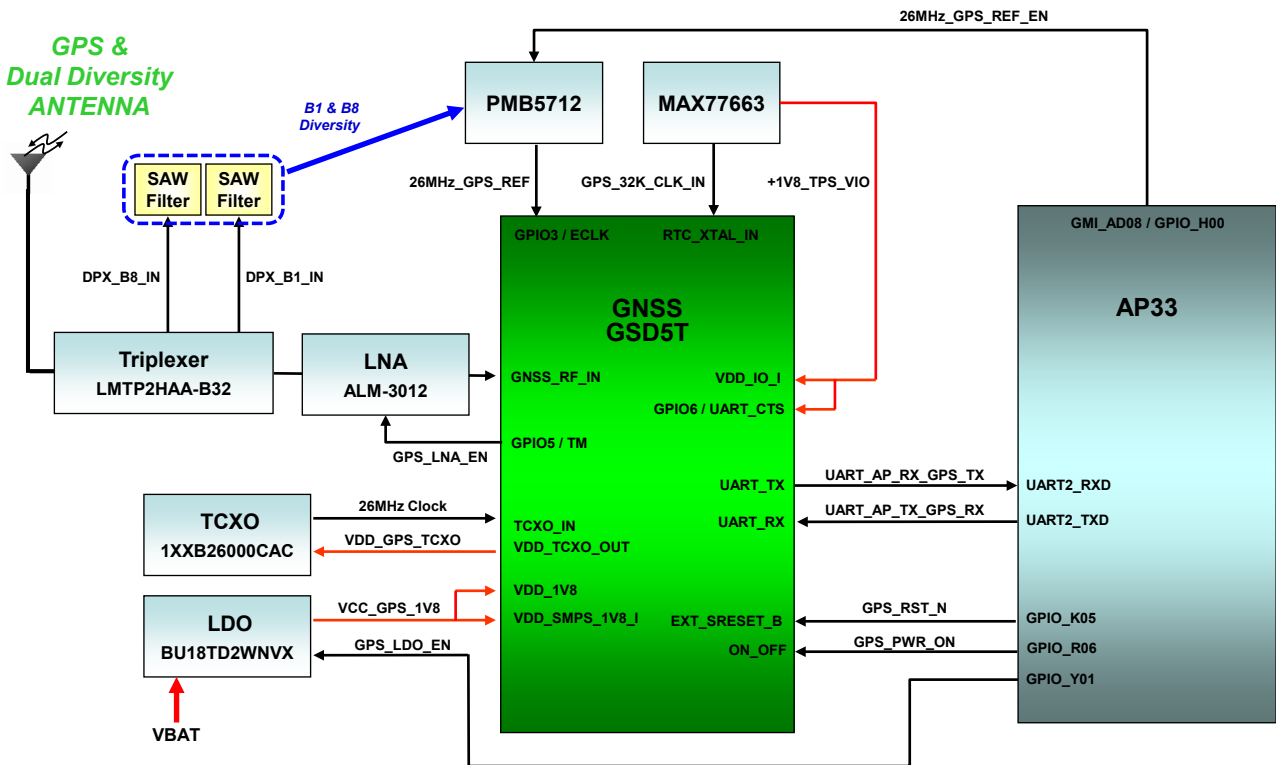 26MHz_GPS_REF_EN
GPS &
Dual Diversity
ANTENNA
B1 & B8
Diversity
PMB5712
MAX77663
SAW
Filter
SAW
Filter
26MHz_GPS_REF
GPS_32K_CLK_IN
+1V8_TPS_VIO
DPX_B8_IN
DPX_B1_IN
GPIO3 / ECLK
RTC_XTAL_IN
GMI_AD08 / GPIO_H00
GNSS
GSD5T
AP33
Triplexer
LMTP2HAA-B32
LNA
ALM-3012
GNSS_RF_IN
VDD_IO_I
GPIO6 / UART_CTS
GPIO5 / TM
GPS_LNA_EN
UART_TX
UART_AP_RX_GPS_TX
UART2_RXD
UART_RX
UART_AP_TX_GPS_RX
UART2_TXD
TCXO
1XXB26000CAC
26MHz Clock
TCXO_IN
VDD_GPS_TCXO
VDD_TCXO_OUT
LDO
BU18TD2WNVX
VCC_GPS_1V8
VDD_1V8
VDD_SMPS_1V8_I
GPS_LDO_EN
EXT_SRESET_B
GPS_RST_N
GPIO_K05
ON_OFF
GPS_PWR_ON
GPIO_R06
GPIO_Y01
VBAT